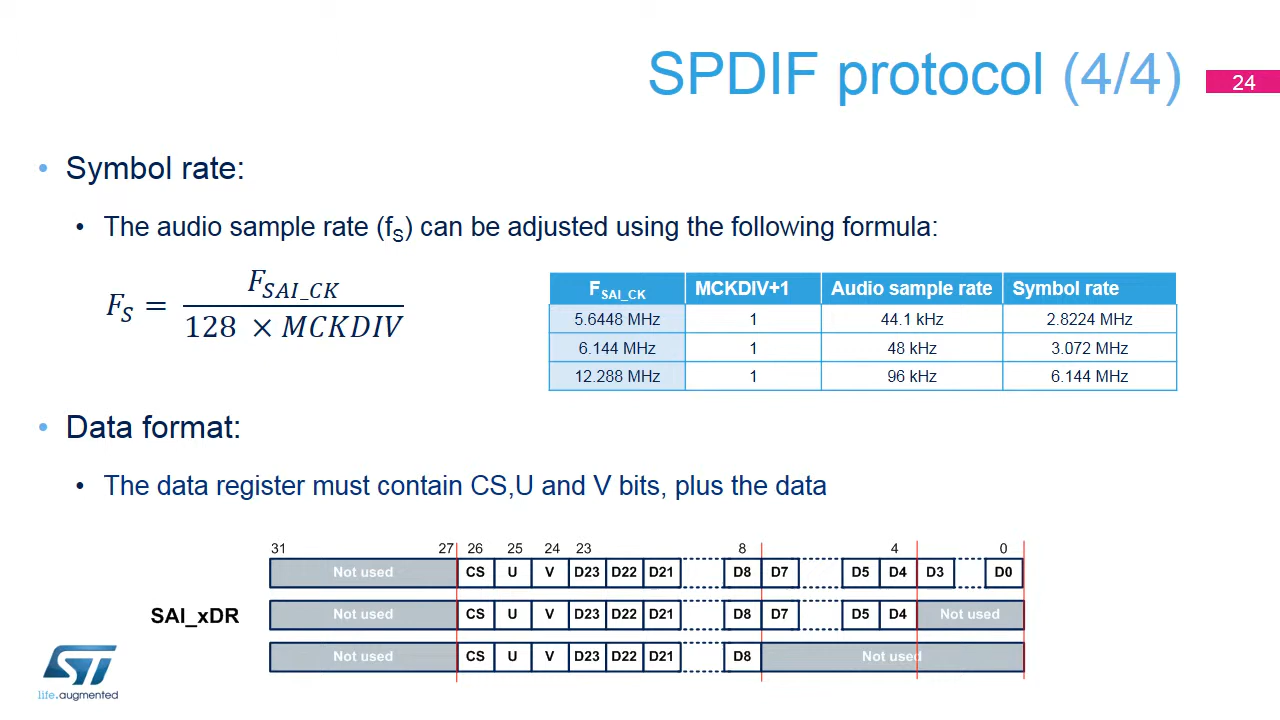 SPDIF protocol (4/4)
24
• Symbol rate:
• The audio sample rate (fS) can be adjusted using the following formula:
FS = FSAI_CK / 128 × MCKDIV
FSAI_CK MCKDIV+1 Audio sample rate Symbol rate
5.6448 MHz 1 44.1 kHz 2.8224 MHz
6.144 MHz 1 48 kHz 3.072 MHz
12.288 MHz 1 96 kHz 6.144 MHz
• Data format:
• The data register must contain CS,U and V bits, plus the data
31 27 26 25 24 23 8 4 0
Not used CS U V D23 D22 D21 D8 D7 D5 D4 D3 D0
SAI_xDR Not used CS U V D23 D22 D21 D8 D7 D5 D4 Not used
Not used CS U V D23 D22 D21 D8 Not used
ST
life.augmented